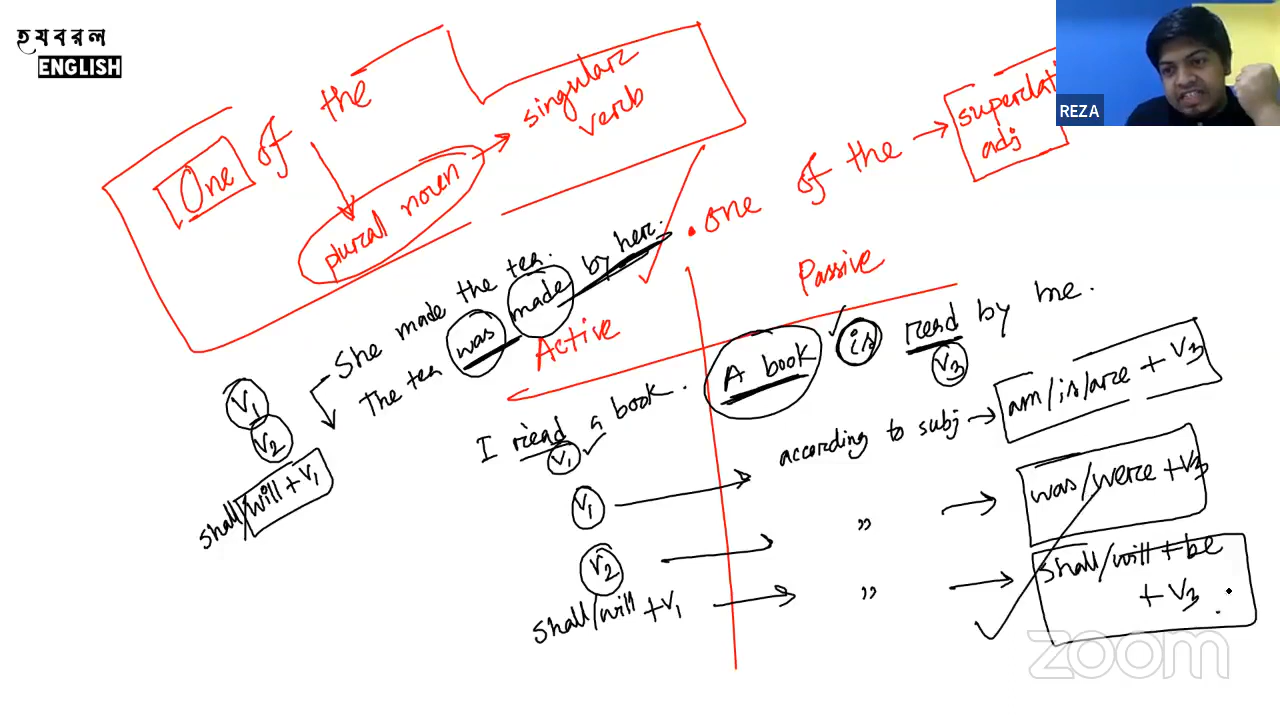 হ য ব র ল
ENGLISH
REZA
One of the
plural noun
singular verb
one of the
adj
She made the tea.
The tea was made by her.
Active
Passive
I read a book.
V1
A book is read by me.
V3
V1
V2
shall/will + V1
V1 according to subj am/is/are + V3
V2 " was/were + V3
shall/will + V1 " shall/will + be
+ V3
zoom